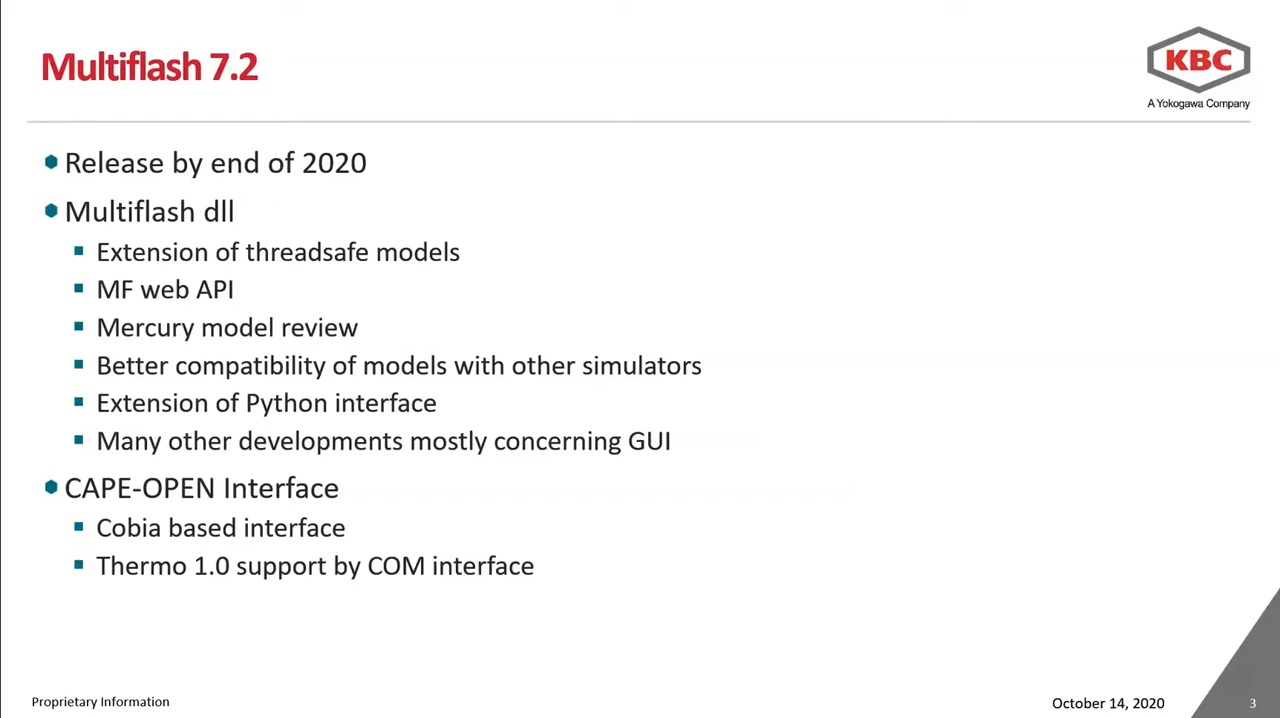 Multiflash 7.2
KBC
A Yokogawa Company
Release by end of 2020
Multiflash dll
Extension of threadsafe models
MF web API
Mercury model review
Better compatibility of models with other simulators
Extension of Python interface
Many other developments mostly concerning GUI
CAPE-OPEN Interface
Cobia based interface
Thermo 1.0 support by COM interface
Proprietary Information
October 14, 2020
3